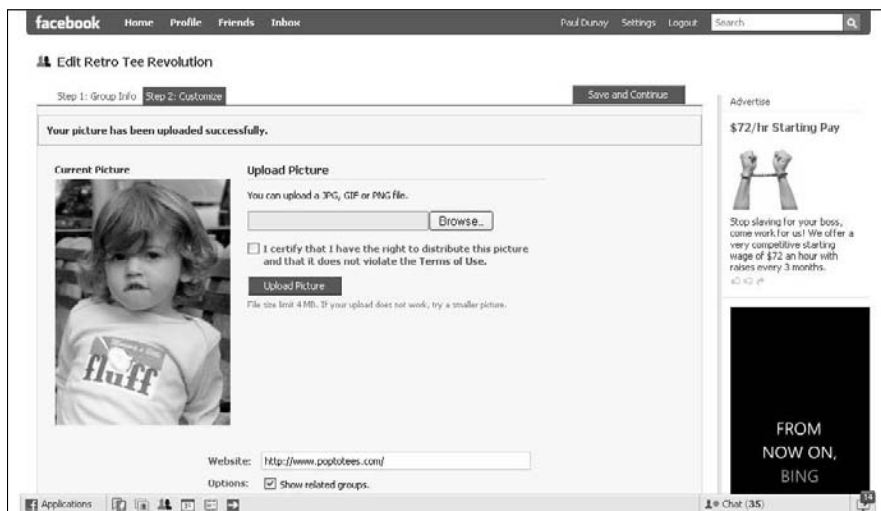 facebook Home Profile Friends Inbox Paul Dunay Settings Logout Search
Edit Retro Tee Revolution
Step 1: Group Info Step 2: Customize Save and Continue
Your picture has been uploaded successfully.
Current Picture
Upload Picture
You can upload a JPG, GIF or PNG file.
Browse...
I certify that I have the right to distribute this picture
and that it does not violate the Terms of Use.
Upload Picture
File size limit 4 MB. If your upload does not work, try a smaller picture.
fluff
Website: http://www.poptotees.com/
Options: Show related groups.
Advertise
$72/hr Starting Pay
Stop slaving for your boss,
come work for us! We offer a
very competitive starting
wage of $72 an hour with
raises every 3 months.
FROM
NOW ON,
BING
Applications Chat (35) 14